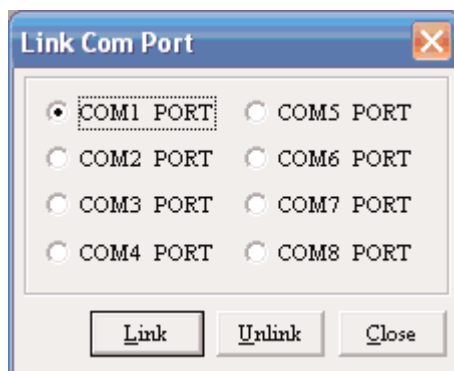 Link Com Port
COM1 PORT COM5 PORT
COM2 PORT COM6 PORT
COM3 PORT COM7 PORT
COM4 PORT COM8 PORT
Link Unlink Close